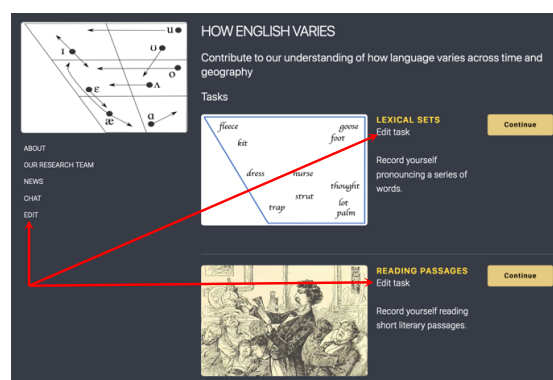 HOW ENGLISH VARIES
Contribute to our understanding of how language varies across time and
geography
Tasks
u
ɪ
ʊ
o
ɛ
ʌ
æ
ɑ
ABOUT
OUR RESEARCH TEAM
NEWS
CHAT
EDIT
fleece
goose
foot
kit
dress
nurse
thought
strut
trap
lot
palm
LEXICAL SETS
Edit task
Record yourself
pronouncing a series of
words.
Continue
READING PASSAGES
Edit task
Record yourself reading
short literary passages.
Continue